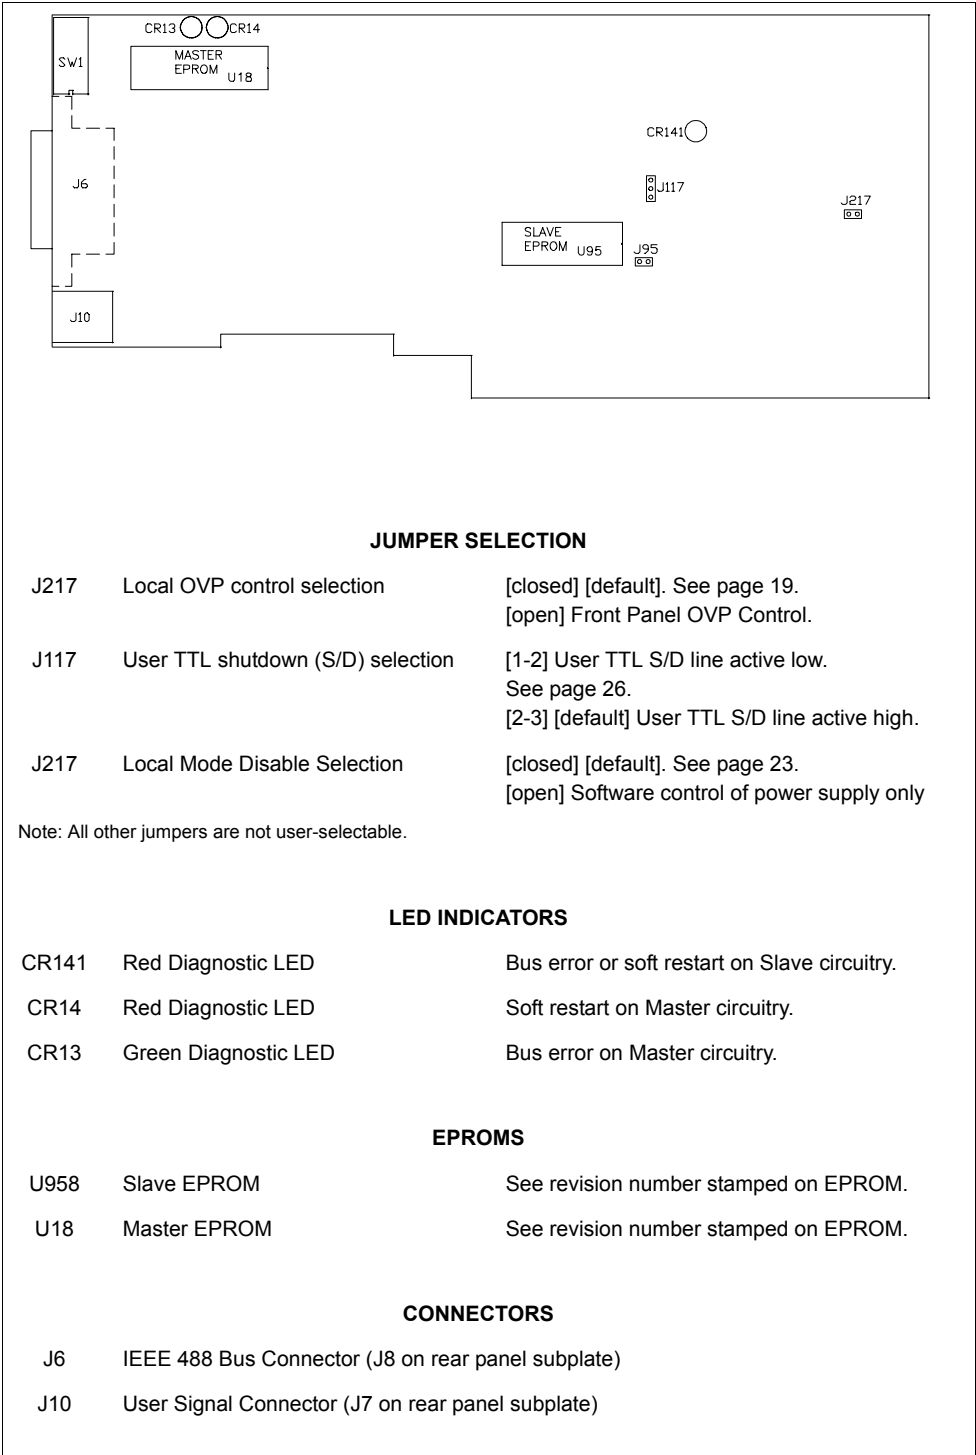 CR13 CR14
SW1
MASTER
EPROM U18
CR141
J6
J117
J217
SLAVE
EPROM U95
J95
J10
JUMPER SELECTION
J217 Local OVP control selection [closed] [default]. See page 19.
[open] Front Panel OVP Control.
J117 User TTL shutdown (S/D) selection [1-2] User TTL S/D line active low.
See page 26.
[2-3] [default] User TTL S/D line active high.
J217 Local Mode Disable Selection [closed] [default]. See page 23.
[open] Software control of power supply only
Note: All other jumpers are not user-selectable.
LED INDICATORS
CR141 Red Diagnostic LED Bus error or soft restart on Slave circuitry.
CR14 Red Diagnostic LED Soft restart on Master circuitry.
CR13 Green Diagnostic LED Bus error on Master circuitry.
EPROMS
U958 Slave EPROM See revision number stamped on EPROM.
U18 Master EPROM See revision number stamped on EPROM.
CONNECTORS
J6 IEEE 488 Bus Connector (J8 on rear panel subplate)
J10 User Signal Connector (J7 on rear panel subplate)